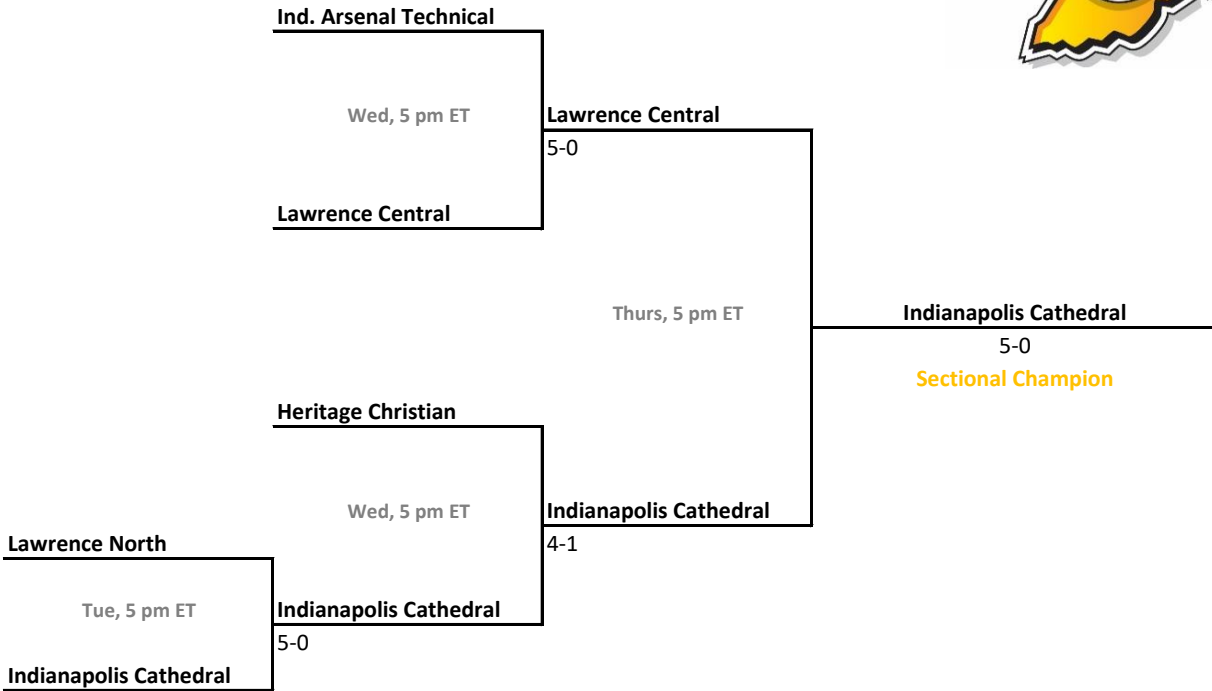 Ind. Arsenal Technical
Wed, 5 pm ET
Lawrence Central
5-0
Lawrence Central
Thurs, 5 pm ET
Indianapolis Cathedral
5-0
Sectional Champion
Heritage Christian
Wed, 5 pm ET
Indianapolis Cathedral
4-1
Lawrence North
Tue, 5 pm ET
Indianapolis Cathedral
5-0
Indianapolis Cathedral